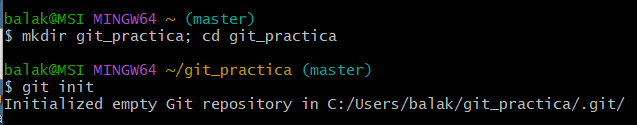 balak@MSI MINGW64 ~ (master)
$ mkdir git_practica; cd git_practica
balak@MSI MINGW64 ~/git_practica (master)
$ git init
Initialized empty Git repository in C:/Users/balak/git_practica/.git/